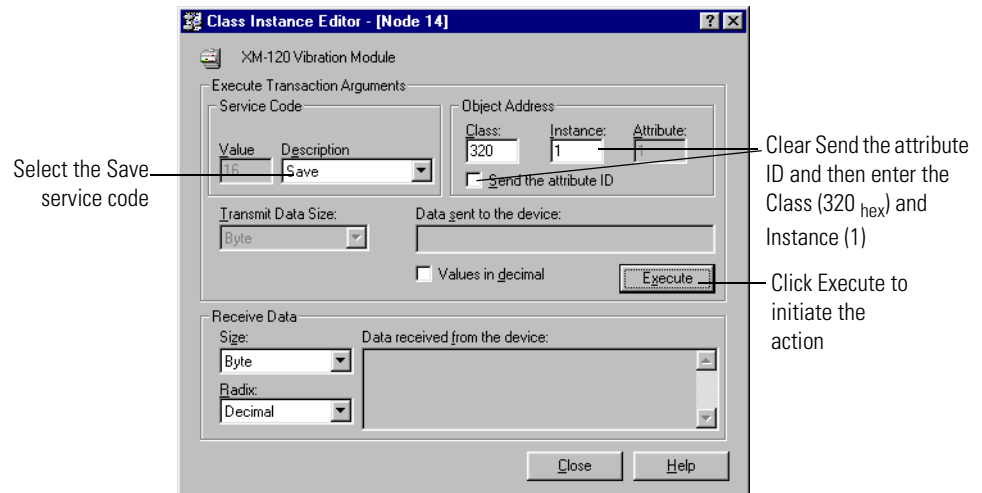 Class Instance Editor - [Node 14]
XM-120 Vibration Module
Execute Transaction Arguments
Service Code
Value
Description
16
Save
Object Address
Class:
Instance:
Attribute:
320
1
1
Send the attribute ID
Transmit Data Size:
Byte
Data sent to the device:
Values in decimal
Execute
Receive Data
Size:
Byte
Radix:
Decimal
Data received from the device:
Close
Help
Select the Save
service code
Clear Send the attribute
ID and then enter the
Class (320 hex) and
Instance (1)
Click Execute to
initiate the
action